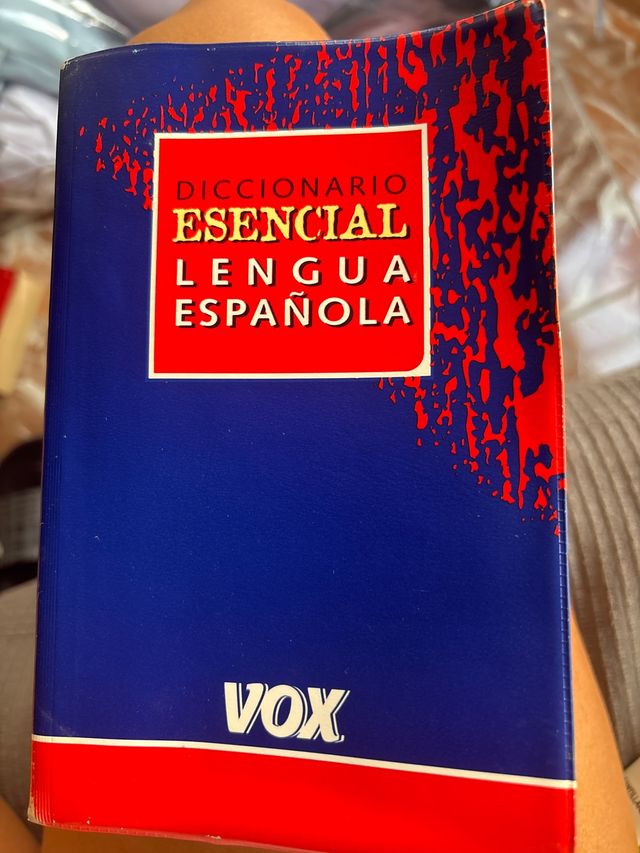 DICCIONARIO
ESENCIAL
LENGUA
ESPAÑOLA
VOX